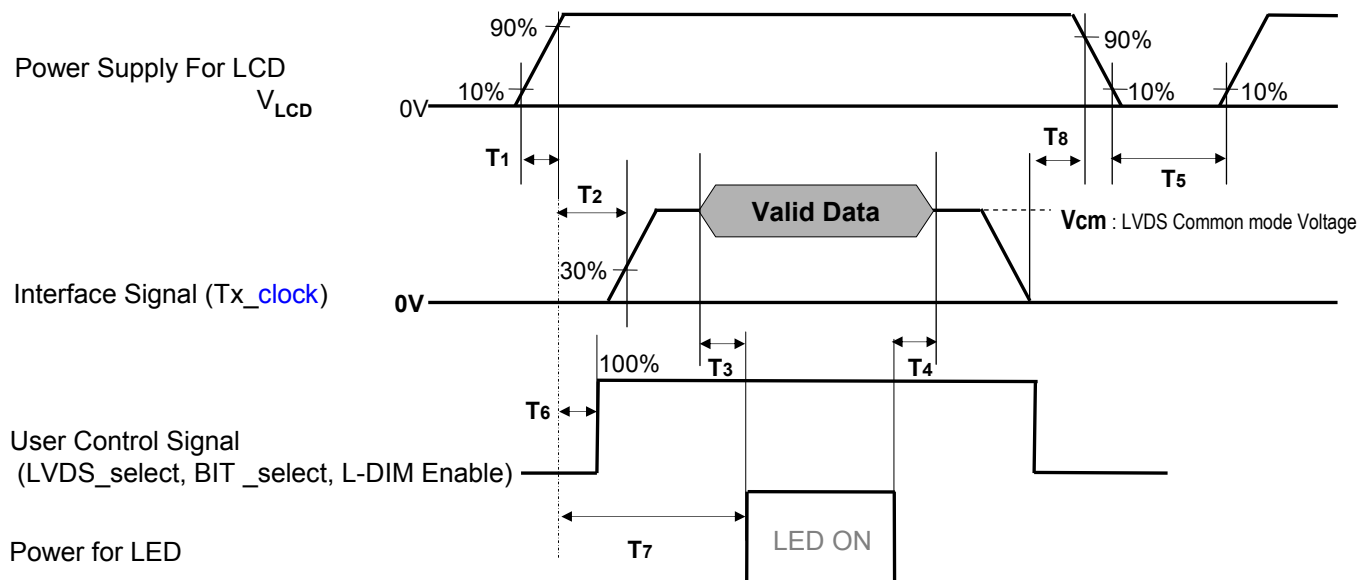 90%
Power Supply For LCD
90%
V LCD
10%
0V
10%
10%
T1
T8
T2
T5
Valid Data
Vcm : LVDS Common mode Voltage
30%
Interface Signal (Tx_clock)
0V
100%
T3
T4
T6
User Control Signal
(LVDS_select, BIT _select, L-DIM Enable)
T7
LED ON
Power for LED